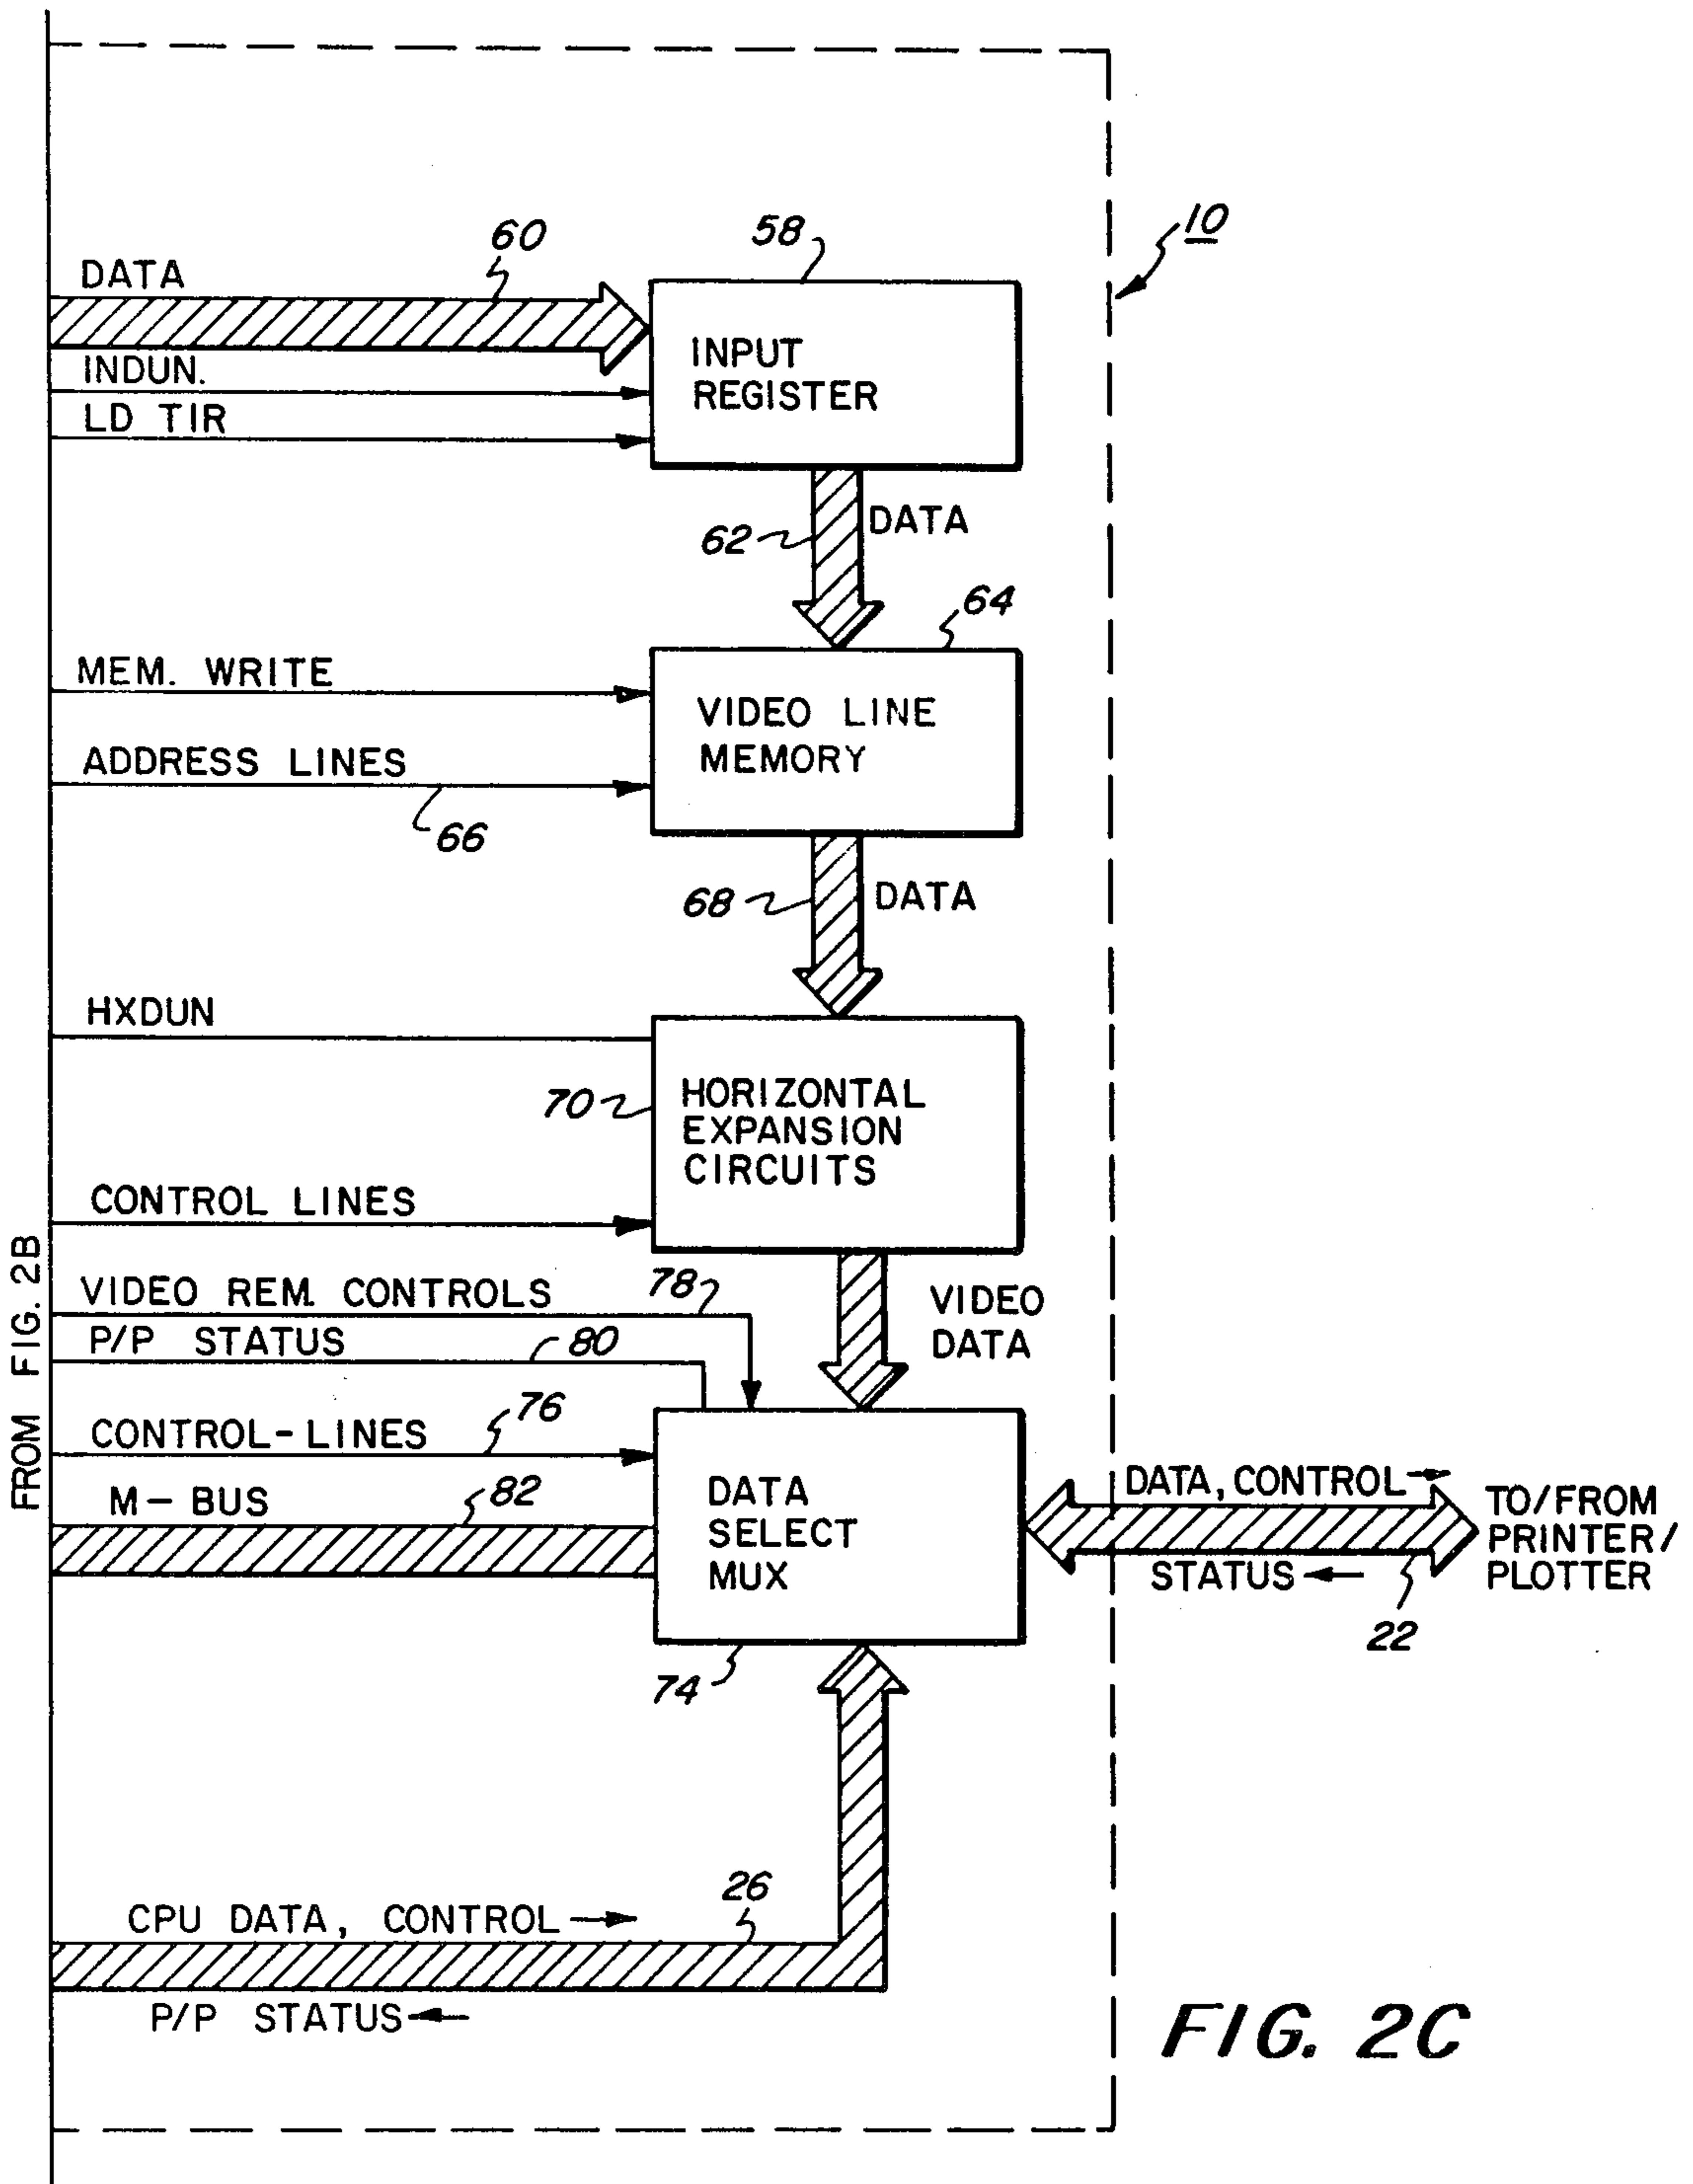 10
60
58
DATA
INPUT
REGISTER
INDUN.
LD TIR
62
DATA
64
MEM. WRITE
VIDEO LINE
MEMORY
ADDRESS LINES
66
68
DATA
HXDUN
70
HORIZONTAL
EXPANSION
CIRCUITS
CONTROL LINES
FROM FIG. 2B
VIDEO REM. CONTROLS
78
VIDEO
DATA
P/P STATUS
80
CONTROL-LINES
76
M-BUS
82
DATA
SELECT
MUX
74
DATA, CONTROL→
STATUS←
TO/FROM
PRINTER/
PLOTTER
22
26
CPU DATA, CONTROL→
P/P STATUS←
FIG. 2C